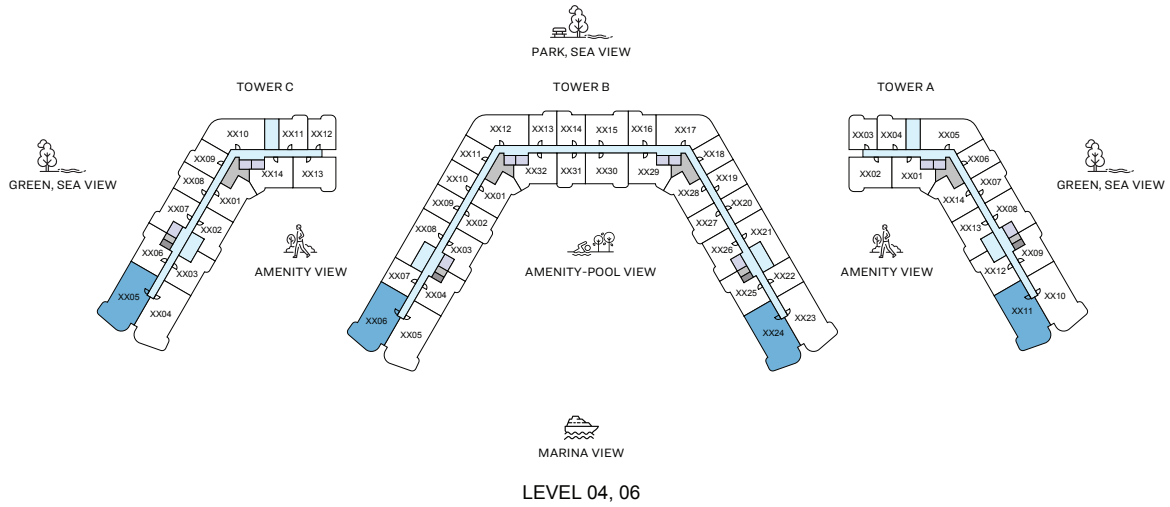 PARK, SEA VIEW
TOWER C
TOWER B
TOWER A
GREEN, SEA VIEW
GREEN, SEA VIEW
XX10
XX11
XX12
XX09
XX14
XX13
XX08
XX01
XX07
XX02
XX06
XX03
XX05
XX04
AMENITY VIEW
XX12
XX13
XX14
XX15
XX16
XX17
XX11
XX32
XX31
XX30
XX29
XX18
XX10
XX01
XX28
XX19
XX09
XX02
XX27
XX20
XX08
XX03
XX26
XX21
XX07
XX04
XX25
XX22
XX06
XX05
XX24
XX23
AMENITY-POOL VIEW
XX03
XX04
XX05
XX02
XX01
XX06
XX14
XX07
XX13
XX08
XX12
XX09
XX11
XX10
AMENITY VIEW
MARINA VIEW
LEVEL 04, 06